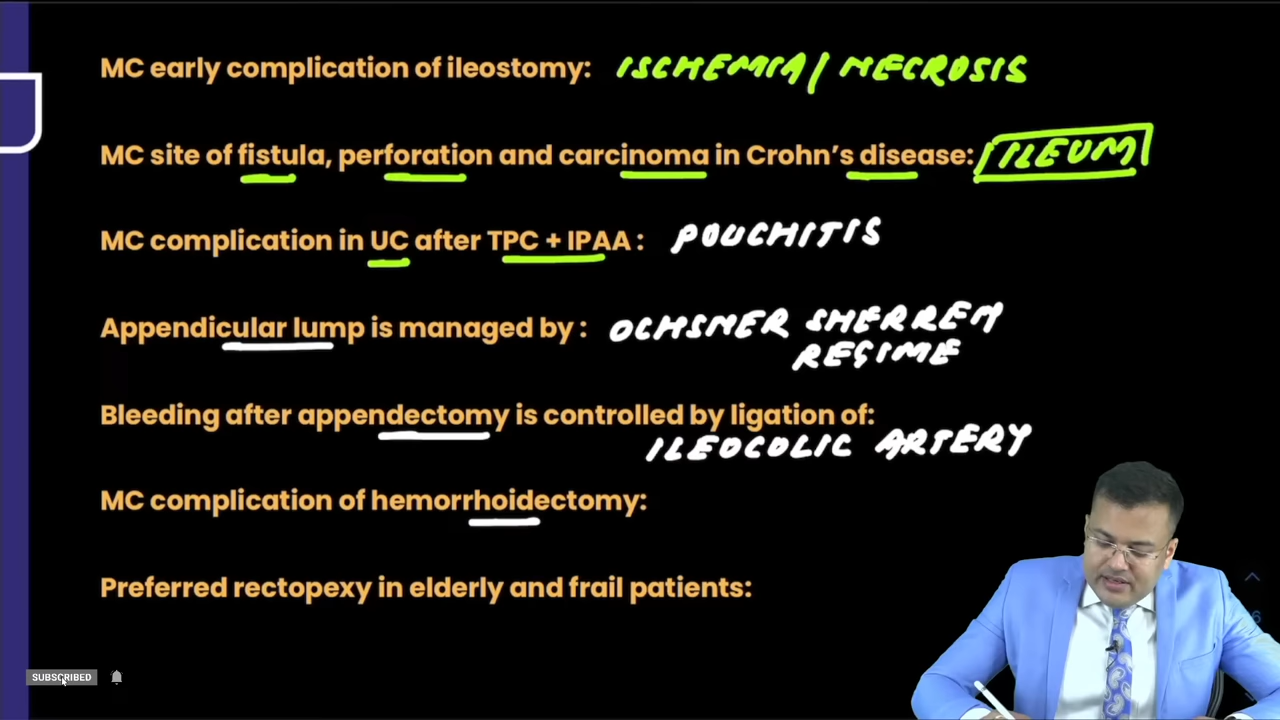 MC early complication of ileostomy: ISCHEMIA/NECROSIS
MC site of fistula, perforation and carcinoma in Crohn's disease: ILEUM
MC complication in UC after TPC + IPAA : POUCHITIS
Appendicular lump is managed by : OCHSNER SHERREN
REGIME
Bleeding after appendectomy is controlled by ligation of:
ILEOCOLIC ARTERY
MC complication of hemorrhoidectomy:
Preferred rectopexy in elderly and frail patients:
SUBSCRIBED